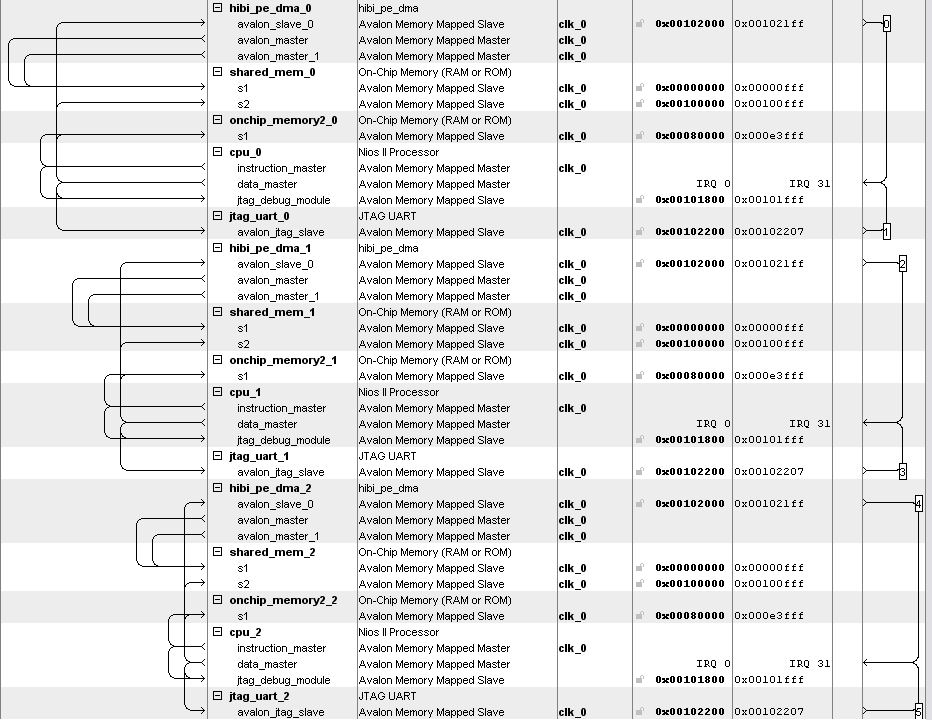 hibi_pe_dma_0 hibi_pe_dma
avalon_slave_0 Avalon Memory Mapped Slave clk_0 0x00102000 0x001021ff 0
avalon_master Avalon Memory Mapped Master clk_0
avalon_master_1 Avalon Memory Mapped Master clk_0
shared_mem_0 On-Chip Memory (RAM or ROM)
s1 Avalon Memory Mapped Slave clk_0 0x00000000 0x00000fff
s2 Avalon Memory Mapped Slave clk_0 0x00100000 0x00100fff
onchip_memory2_0 On-Chip Memory (RAM or ROM)
s1 Avalon Memory Mapped Slave clk_0 0x00080000 0x000e3fff
cpu_0 Nios II Processor
instruction_master Avalon Memory Mapped Master clk_0
data_master Avalon Memory Mapped Master IRQ 0 IRQ 31
jtag_debug_module Avalon Memory Mapped Slave 0x00101800 0x00101fff
jtag_uart_0 JTAG UART
avalon_jtag_slave Avalon Memory Mapped Slave clk_0 0x00102200 0x00102207 1
hibi_pe_dma_1 hibi_pe_dma
avalon_slave_0 Avalon Memory Mapped Slave clk_0 0x00102000 0x001021ff 2
avalon_master Avalon Memory Mapped Master clk_0
avalon_master_1 Avalon Memory Mapped Master clk_0
shared_mem_1 On-Chip Memory (RAM or ROM)
s1 Avalon Memory Mapped Slave clk_0 0x00000000 0x00000fff
s2 Avalon Memory Mapped Slave clk_0 0x00100000 0x00100fff
onchip_memory2_1 On-Chip Memory (RAM or ROM)
s1 Avalon Memory Mapped Slave clk_0 0x00080000 0x000e3fff
cpu_1 Nios II Processor
instruction_master Avalon Memory Mapped Master clk_0
data_master Avalon Memory Mapped Master IRQ 0 IRQ 31
jtag_debug_module Avalon Memory Mapped Slave 0x00101800 0x00101fff
jtag_uart_1 JTAG UART
avalon_jtag_slave Avalon Memory Mapped Slave clk_0 0x00102200 0x00102207 3
hibi_pe_dma_2 hibi_pe_dma
avalon_slave_0 Avalon Memory Mapped Slave clk_0 0x00102000 0x001021ff 4
avalon_master Avalon Memory Mapped Master clk_0
avalon_master_1 Avalon Memory Mapped Master clk_0
shared_mem_2 On-Chip Memory (RAM or ROM)
s1 Avalon Memory Mapped Slave clk_0 0x00000000 0x00000fff
s2 Avalon Memory Mapped Slave clk_0 0x00100000 0x00100fff
onchip_memory2_2 On-Chip Memory (RAM or ROM)
s1 Avalon Memory Mapped Slave clk_0 0x00080000 0x000e3fff
cpu_2 Nios II Processor
instruction_master Avalon Memory Mapped Master clk_0
data_master Avalon Memory Mapped Master IRQ 0 IRQ 31
jtag_debug_module Avalon Memory Mapped Slave 0x00101800 0x00101fff
jtag_uart_2 JTAG UART
avalon_jtag_slave Avalon Memory Mapped Slave clk_0 0x00102200 0x00102207 5